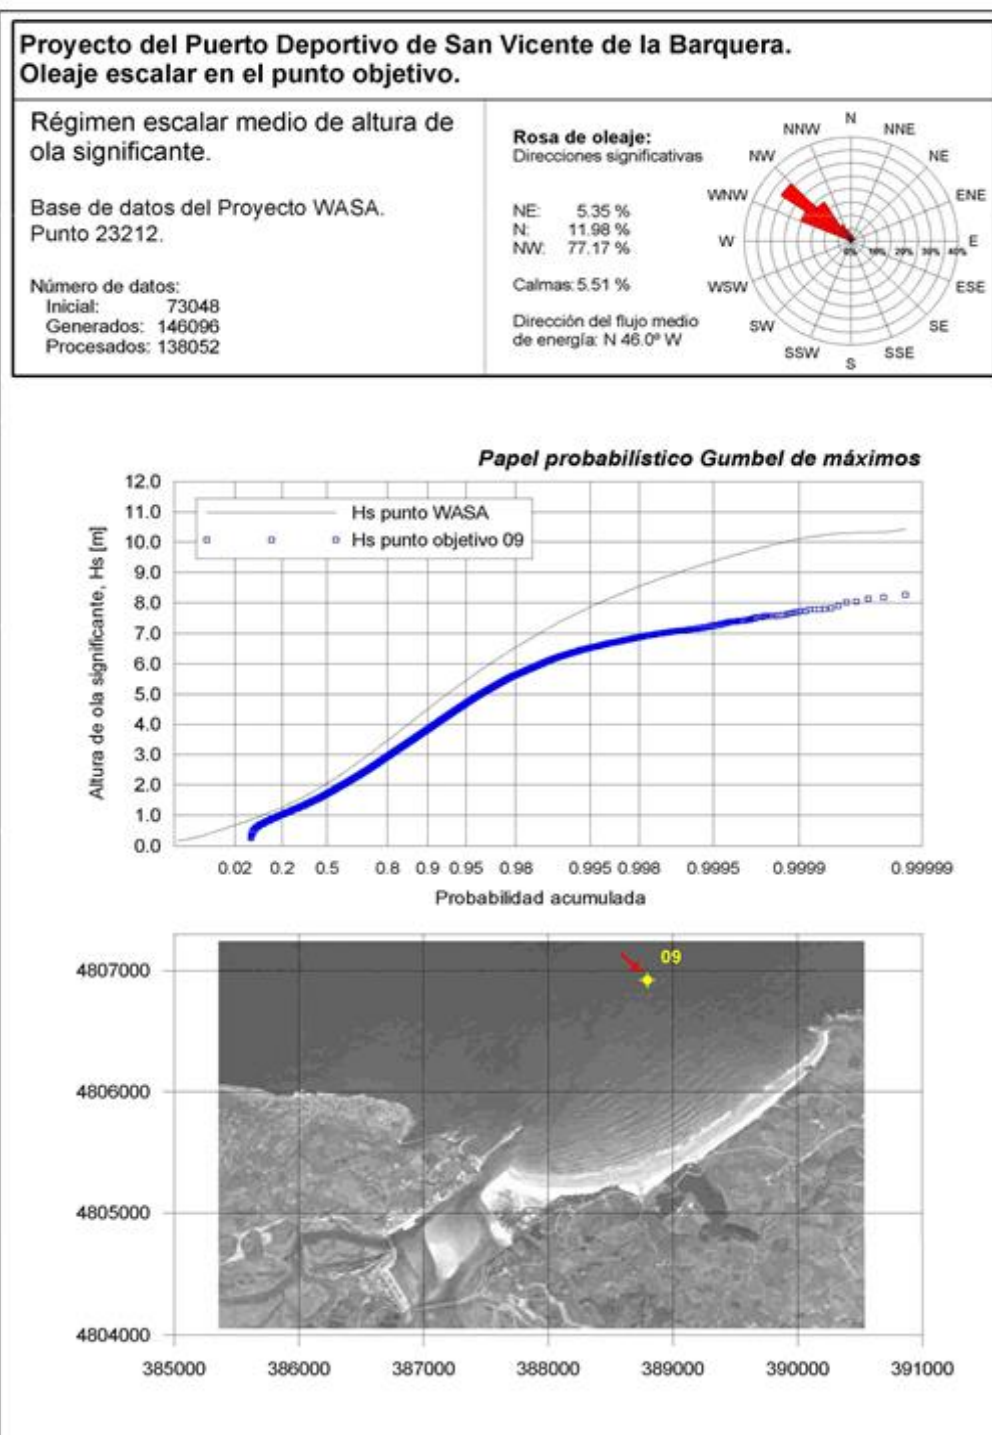 Proyecto del Puerto Deportivo de San Vicente de la Barquera.
Oleaje escalar en el punto objetivo.
Régimen escalar medio de altura de
ola significante.
Base de datos del Proyecto WASA.
Punto 23212.
Número de datos:
Inicial: 73048
Generados: 146096
Procesados: 138052
Rosa de oleaje:
Direcciones significativas
NE: 5.35 %
N: 11.98 %
NW: 77.17 %
Calmas: 5.51 %
Dirección del flujo medio
de energía: N 46.0º W
N
NNW NNE
NW NE
WNW ENE
W 0% 10% 20% 30% 40% E
WSW ESE
SW SE
SSW SSE
S
Papel probabilístico Gumbel de máximos
Altura de ola significante, Hs [m]
12.0
11.0
10.0
9.0
8.0
7.0
6.0
5.0
4.0
3.0
2.0
1.0
0.0
Hs punto WASA
Hs punto objetivo 09
0.02 0.2 0.5 0.8 0.9 0.95 0.98 0.995 0.998 0.9995 0.9999 0.99999
Probabilidad acumulada
09
4807000
4806000
4805000
4804000
385000 386000 387000 388000 389000 390000 391000